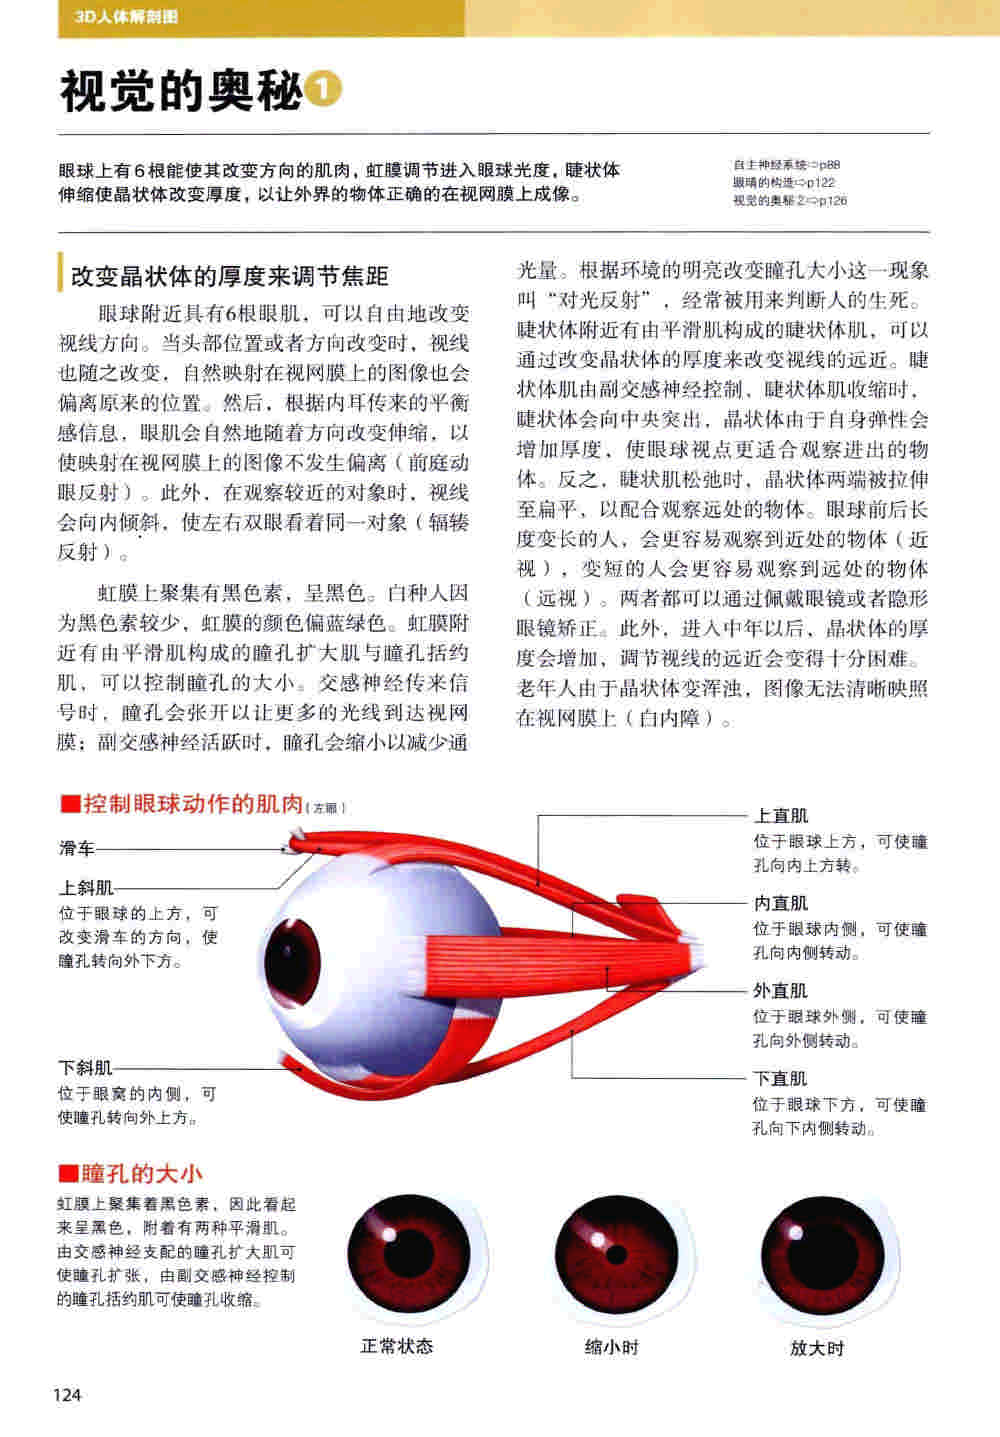 3D人体解剖图
视觉的奥秘1
眼球上有6根能使其改变方向的肌肉，虹膜调节进入眼球光度，睫状体
伸缩使晶状体改变厚度，以让外界的物体正确的在视网膜上成像。
自主神经系统⇨p88
眼睛的构造⇨p122
视觉的奥秘2⇨p126
改变晶状体的厚度来调节焦距
眼球附近具有6根眼肌，可以自由地改变
视线方向。当头部位置或者方向改变时，视线
也随之改变，自然映射在视网膜上的图像也会
偏离原来的位置。然后，根据内耳传来的平衡
感信息，眼肌会自然地随着方向改变伸缩，以
使映射在视网膜上的图像不发生偏离（前庭动
眼反射）。此外，在观察较近的对象时，视线
会向内倾斜，使左右双眼看着同一对象（辐辏
反射）。
虹膜上聚集有黑色素，呈黑色。白种人因
为黑色素较少，虹膜的颜色偏蓝绿色。虹膜附
近有由平滑肌构成的瞳孔扩大肌与瞳孔括约
肌，可以控制瞳孔的大小。交感神经传来信
号时，瞳孔会张开以让更多的光线到达视网
膜；副交感神经活跃时，瞳孔会缩小以减少通
光量。根据环境的明亮改变瞳孔大小这一现象
叫“对光反射”，经常被用来判断人的生死。
睫状体附近有由平滑肌构成的睫状体肌，可以
通过改变晶状体的厚度来改变视线的远近。睫
状体肌由副交感神经控制，睫状体肌收缩时，
睫状体会向中央突出，晶状体由于自身弹性会
增加厚度，使眼球视点更适合观察进出的物
体。反之，睫状肌松弛时，晶状体两端被拉伸
至扁平，以配合观察远处的物体。眼球前后长
度变长的人，会更容易观察到近处的物体（近
视），变短的人会更容易观察到远处的物体
（远视）。两者都可以通过佩戴眼镜或者隐形
眼镜矫正。此外，进入中年以后，晶状体的厚
度会增加，调节视线的远近会变得十分困难。
老年人由于晶状体变浑浊，图像无法清晰映照
在视网膜上（白内障）。
■控制眼球动作的肌肉（左眼）
滑车
上斜肌
位于眼球的上方，可
改变滑车的方向，使
瞳孔转向外下方。
下斜肌
位于眼窝的内侧，可
使瞳孔转向外上方。
上直肌
位于眼球上方，可使瞳
孔向内上方转。
内直肌
位于眼球内侧，可使瞳
孔向内侧转动。
外直肌
位于眼球外侧，可使瞳
孔向外侧转动。
下直肌
位于眼球下方，可使瞳
孔向下内侧转动。
■瞳孔的大小
虹膜上聚集着黑色素，因此看起
来呈黑色，附着有两种平滑肌。
由交感神经支配的瞳孔扩大肌可
使瞳孔扩张，由副交感神经控制
的瞳孔括约肌可使瞳孔收缩。
正常状态
缩小时
放大时
124